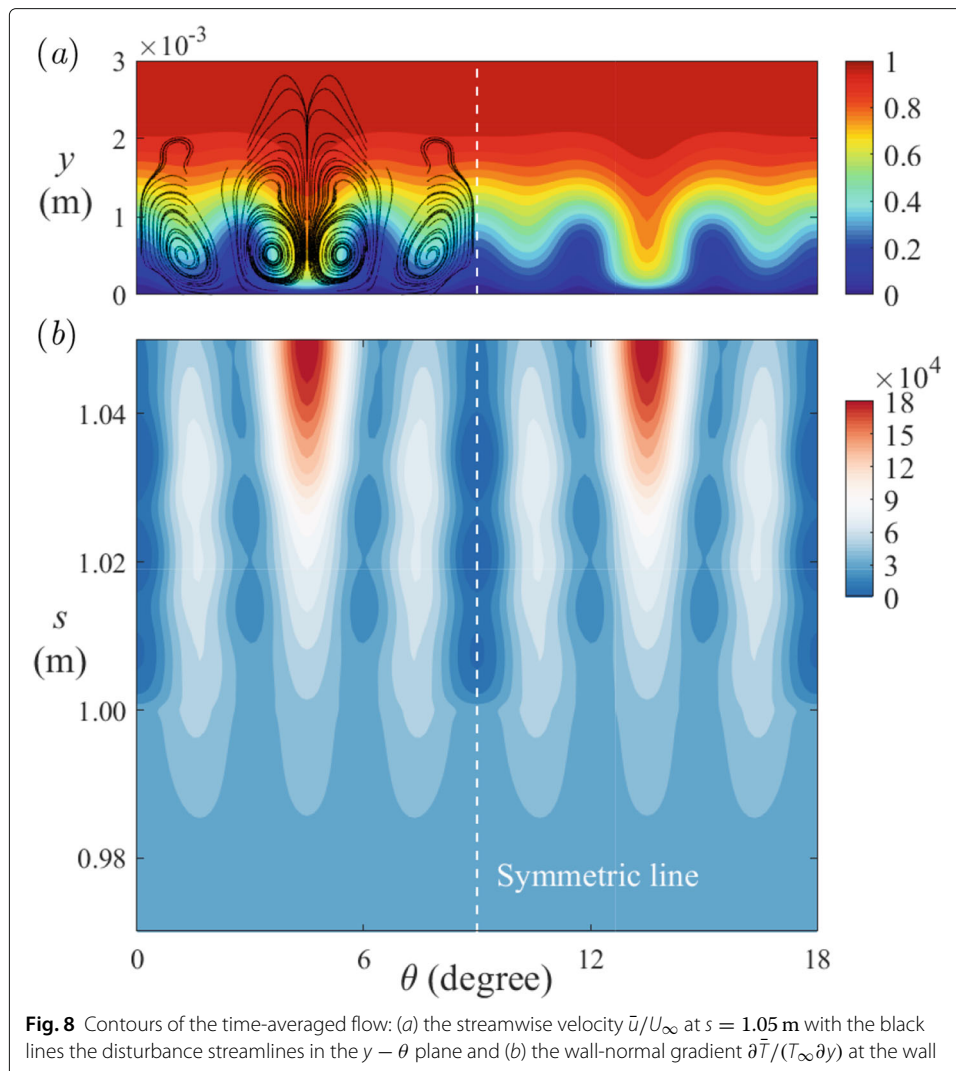 (a)
×10⁻³
3
2
1
0
y
(m)
1
0.8
0.6
0.4
0.2
0
(b)
1.04
1.02
1.00
0.98
s
(m)
×10⁴
18
15
12
9
6
3
0
Symmetric line
0
6
12
18
θ (degree)
Fig. 8 Contours of the time-averaged flow: (a) the streamwise velocity ū/U∞ at s = 1.05 m with the black
lines the disturbance streamlines in the y − θ plane and (b) the wall-normal gradient ∂T̄/(T∞∂y) at the wall